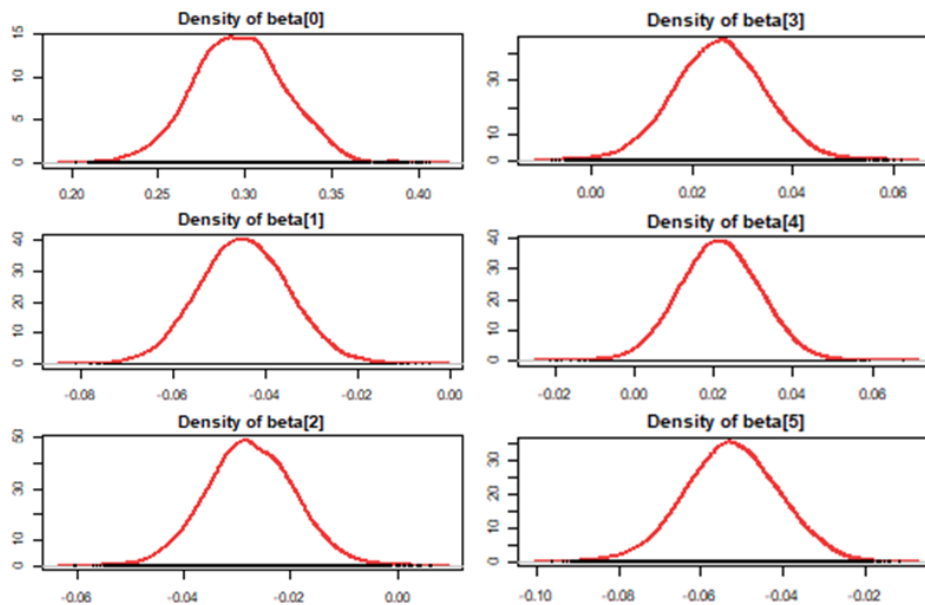 Density of beta[0]
15
10
5
0
0.20 0.25 0.30 0.35 0.40
Density of beta[3]
30
10
0
0.00 0.02 0.04 0.06
Density of beta[1]
40
30
20
10
0
-0.08 -0.06 -0.04 -0.02 0.00
Density of beta[4]
40
30
20
10
0
-0.02 0.00 0.02 0.04 0.06
Density of beta[2]
50
30
10
0
-0.06 -0.04 -0.02 0.00
Density of beta[5]
30
20
10
0
-0.10 -0.08 -0.06 -0.04 -0.02